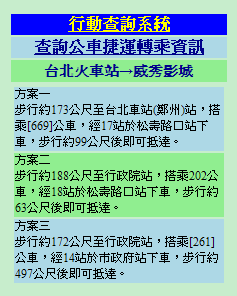 行動查詢系統
查詢公車捷運轉乘資訊
台北火車站→威秀影城
方案一
步行約173公尺至台北車站(鄭州)站，搭
乘[669]公車，經17站於松壽路口站下
車，步行約99公尺後即可抵達。
方案二
步行約188公尺至行政院站，搭乘202公
車，經18站於松壽路口站下車，步行約
63公尺後即可抵達。
方案三
步行約172公尺至行政院站，搭乘[261]
公車，經14站於市政府站下車，步行約
497公尺後即可抵達。